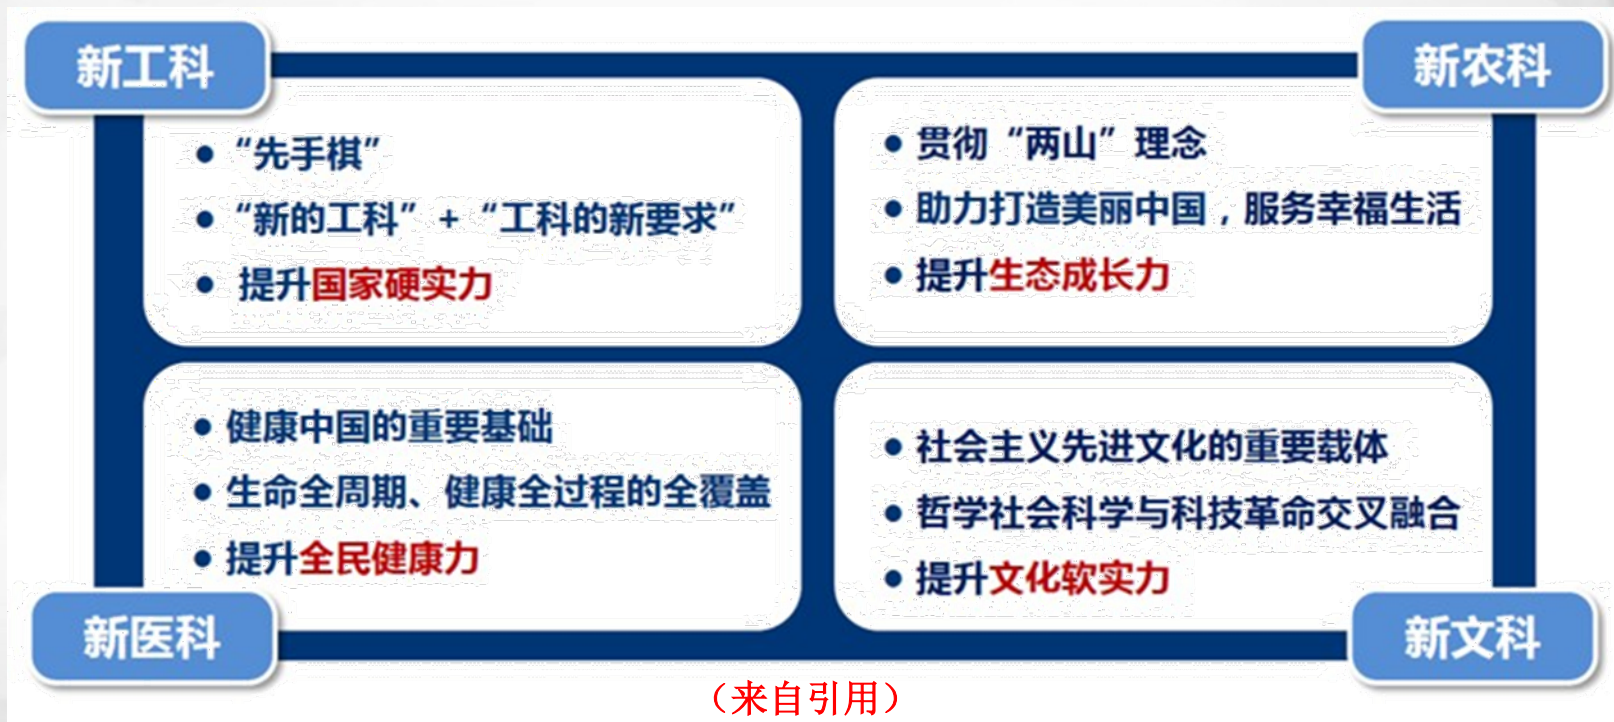 新工科
“先手棋”
“新的工科”+“工科的新要求”
提升国家硬实力
新农科
贯彻“两山”理念
助力打造美丽中国，服务幸福生活
提升生态成长力
健康中国的重要基础
生命全周期、健康全过程的全覆盖
提升全民健康力
新医科
社会主义先进文化的重要载体
哲学社会科学与科技革命交叉融合
提升文化软实力
新文科
（来自引用）